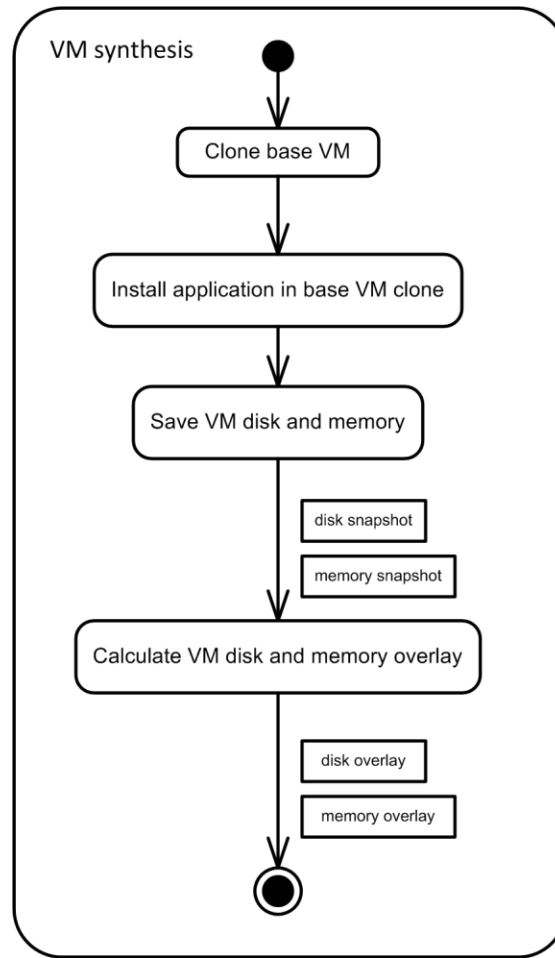 VM synthesis
Clone base VM
Install application in base VM clone
Save VM disk and memory
disk snapshot
memory snapshot
Calculate VM disk and memory overlay
disk overlay
memory overlay